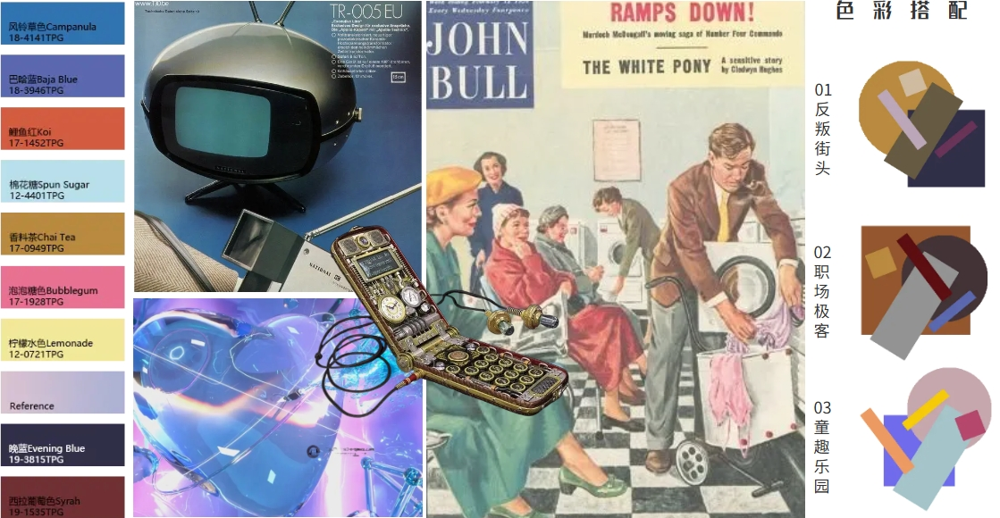 风铃草色Campanula
18-4141TPG
巴哈蓝Baja Blue
18-3946TPG
鲤鱼红Koi
17-1452TPG
棉花糖Spun Sugar
12-4401TPG
香料茶Chai Tea
17-0949TPG
泡泡糖色Bubblegum
17-1928TPG
柠檬水色Lemonade
12-0721TPG
Reference
晚蓝Evening Blue
19-3815TPG
西拉葡萄色Syrah
19-1535TPG
TR-005 EU
15cm
NATIONAL
Every Wednesday Fourpence
JOHN
BULL
RAMPS DOWN!
Murdoch McDougall's moving saga of Number Four Commando
THE WHITE PONY
A sensitive story
by Gladwyn Hughes
色彩搭配
01
反叛街头
02
职场极客
03
童趣乐园